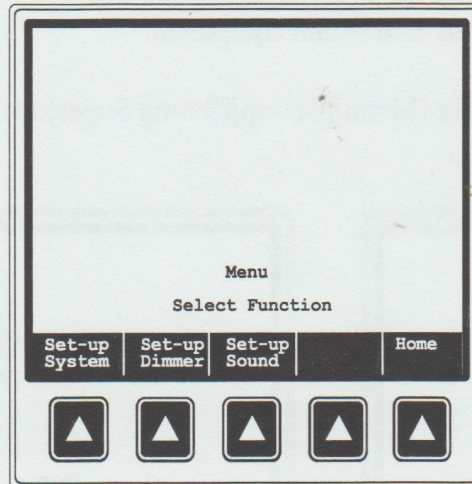 Menu
Select Function
Set-up System
Set-up Dimmer
Set-up Sound
Home